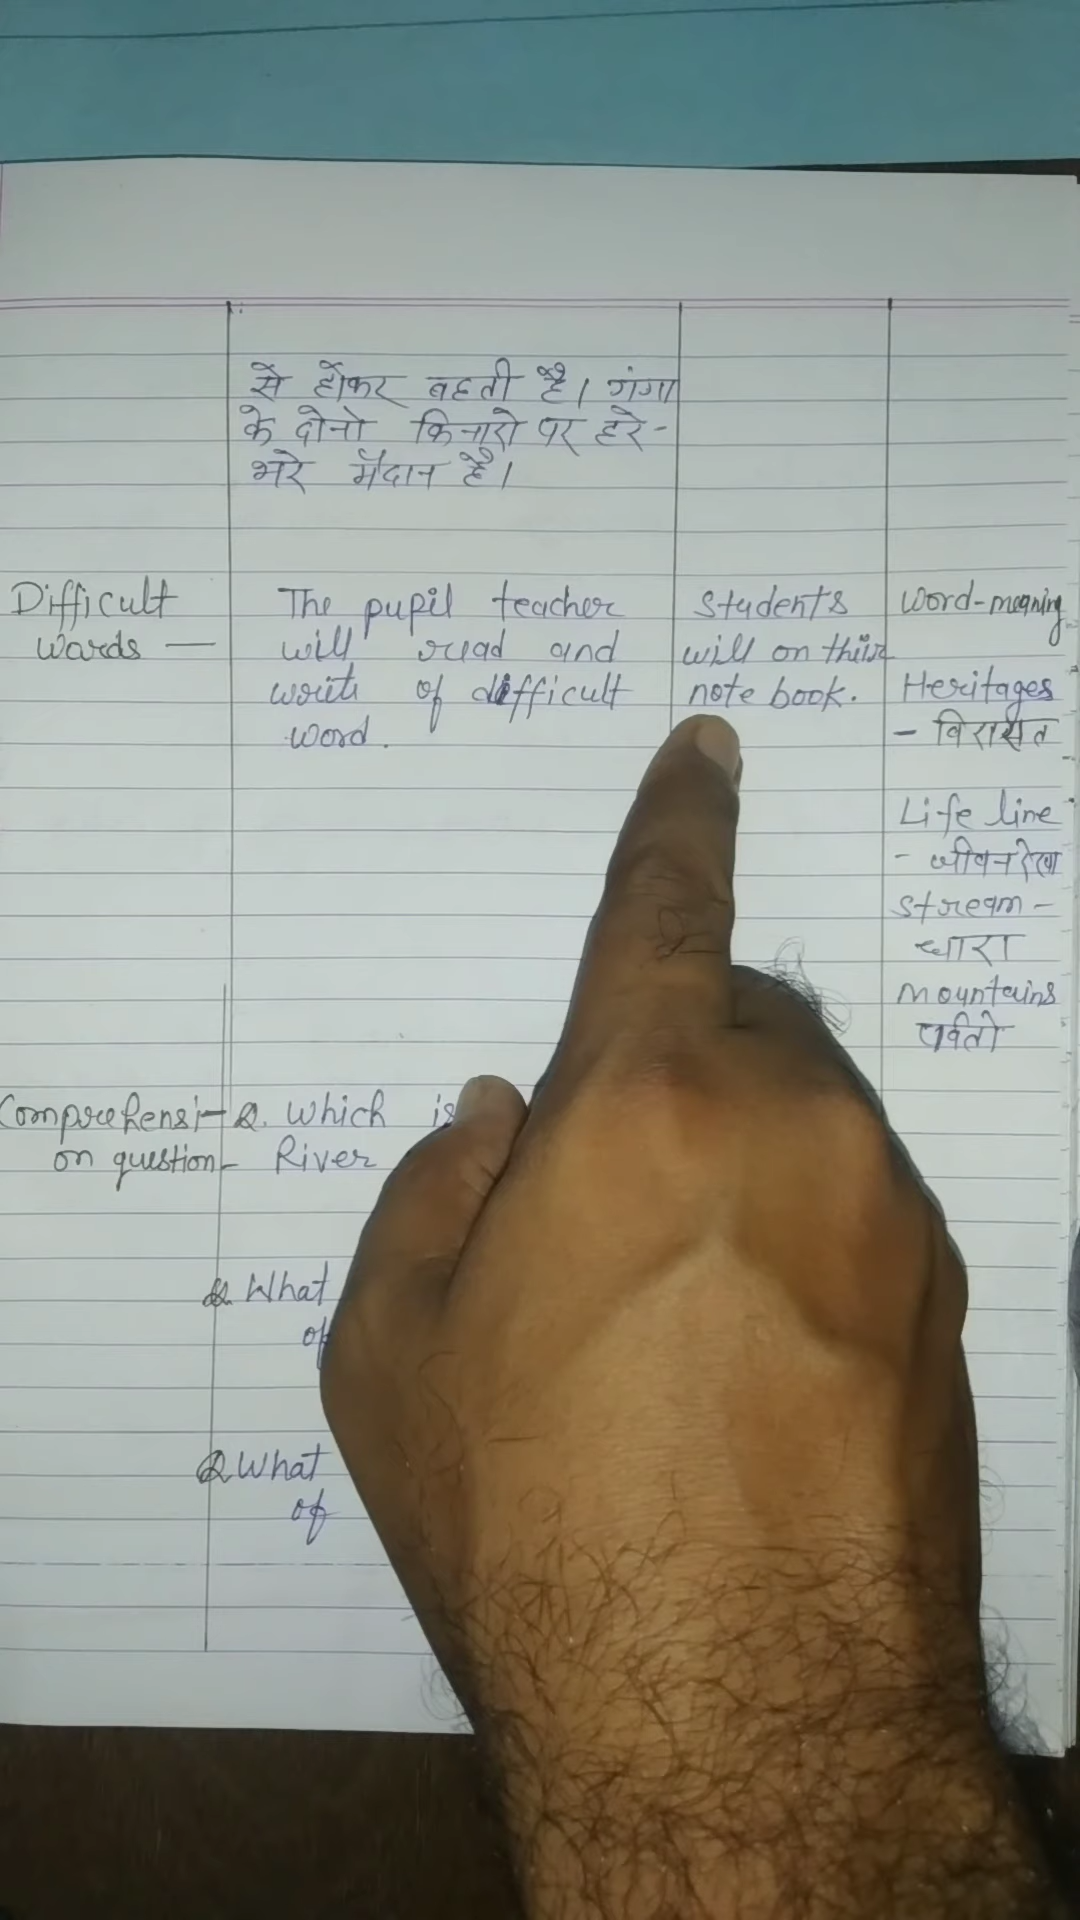 से होकर बहती है। गंगा
के दोनो किनारो पर हरे-
भरे मैदान है।
Difficult
words —
The pupil teacher
will read and
write of difficult
word.
Students
will on their
note book.
Word-meaning
Heritages
- विरासत
Life line
- जीवन रेखा
Stream -
धारा
Mountains
पर्वतो
Comprehensi-
on question-
Q. Which is
River
Q. What
of
Q What
of